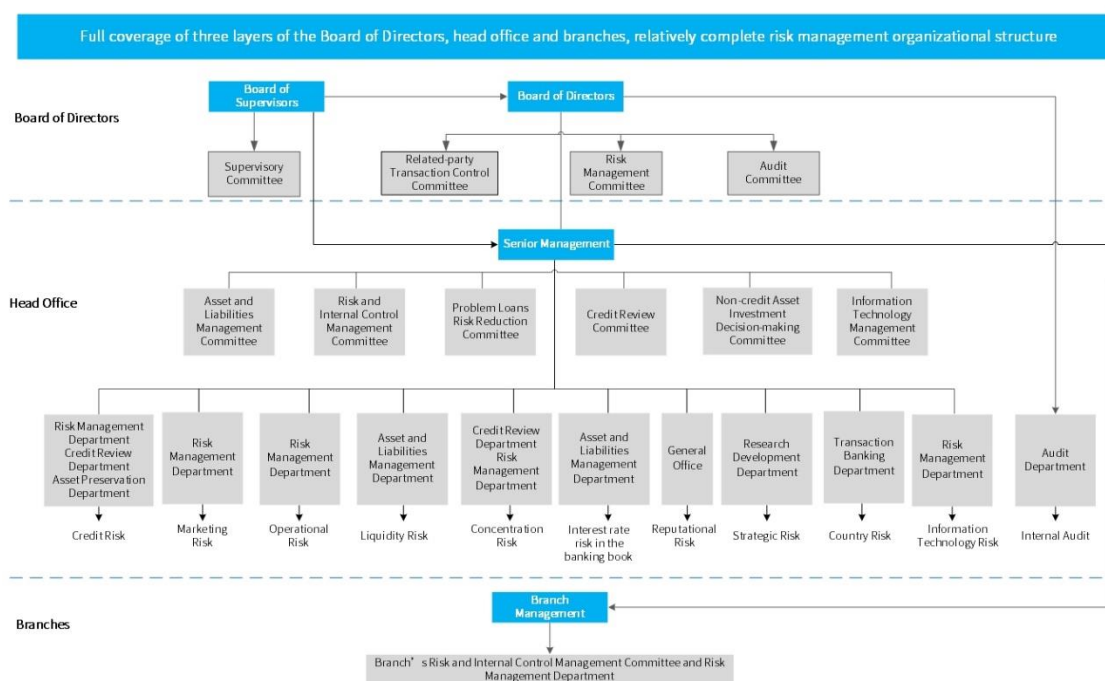 Full coverage of three layers of the Board of Directors, head office and branches, relatively complete risk management organizational structure
Board of
Supervisors
Board of Directors
Board of Directors
Supervisory
Committee
Related-party
Transaction Control
Committee
Risk
Management
Committee
Audit
Committee
Senior Management
Head Office
Asset and
Liabilities
Management
Committee
Risk and
Internal Control
Management
Committee
Problem Loans
Risk Reduction
Committee
Credit Review
Committee
Non-credit Asset
Investment
Decision-making
Committee
Information
Technology
Management
Committee
Risk Management
Department
Credit Review
Department
Asset Preservation
Department
Risk
Management
Department
Risk
Management
Department
Asset and
Liabilities
Management
Department
Credit Review
Department
Risk
Management
Department
Asset and
Liabilities
Management
Department
General
Office
Research
Development
Department
Transaction
Banking
Department
Risk
Management
Department
Audit
Department
Credit Risk
Marketing
Risk
Operational
Risk
Liquidity Risk
Concentration
Risk
Interest rate
risk in the
banking book
Reputational
Risk
Strategic Risk
Country Risk
Information
Technology Risk
Internal Audit
Branch
Management
Branches
Branch’s Risk and Internal Control Management Committee and Risk
Management Department